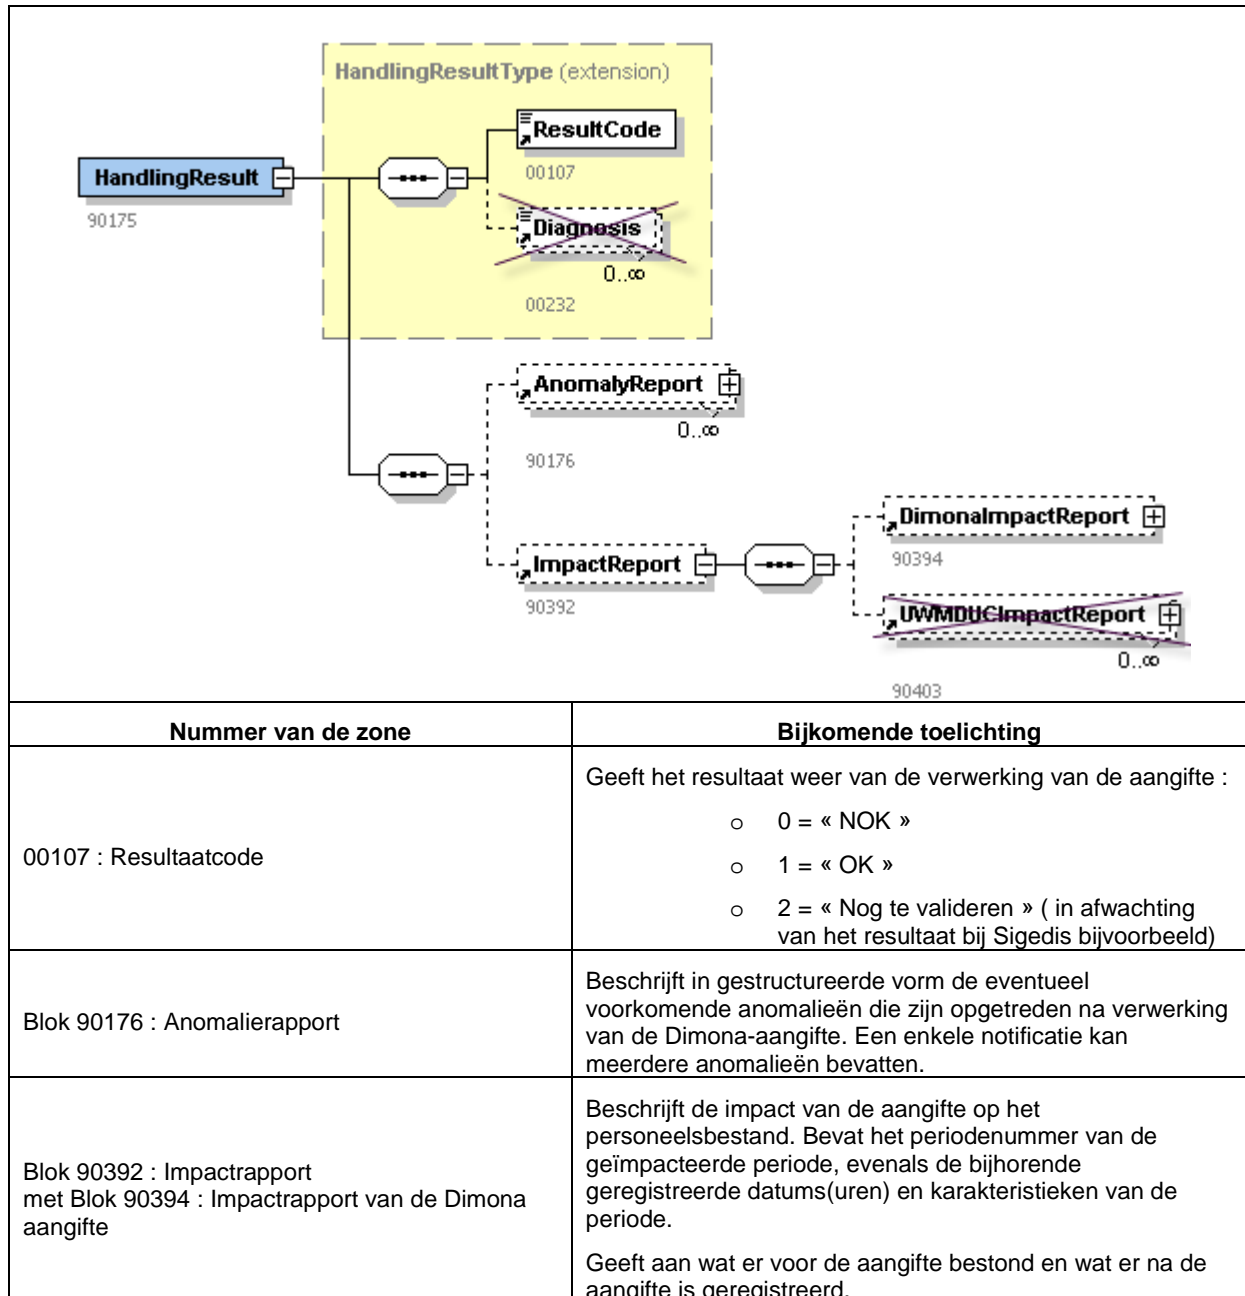 HandlingResultType (extension)
ResultCode
00107
HandlingResult
90175
Diagnosis
0..∞
00232
AnomalyReport
0..∞
90176
DimonaImpactReport
90394
ImpactReport
90392
UWMDUCImpactReport
0..∞
90403
Nummer van de zone
Bijkomende toelichting
00107 : Resultaatcode
Geeft het resultaat weer van de verwerking van de aangifte :
o 0 = « NOK »
o 1 = « OK »
o 2 = « Nog te valideren » ( in afwachting
van het resultaat bij Sigedis bijvoorbeeld)
Blok 90176 : Anomalierapport
Beschrijft in gestructureerde vorm de eventueel
voorkomende anomalieën die zijn opgetreden na verwerking
van de Dimona-aangifte. Een enkele notificatie kan
meerdere anomalieën bevatten.
Blok 90392 : Impactrapport
met Blok 90394 : Impactrapport van de Dimona
aangifte
Beschrijft de impact van de aangifte op het
personeelsbestand. Bevat het periodenummer van de
geïmpacteerde periode, evenals de bijhorende
geregistreerde datums(uren) en karakteristieken van de
periode.
Geeft aan wat er voor de aangifte bestond en wat er na de
aangifte is geregistreerd.